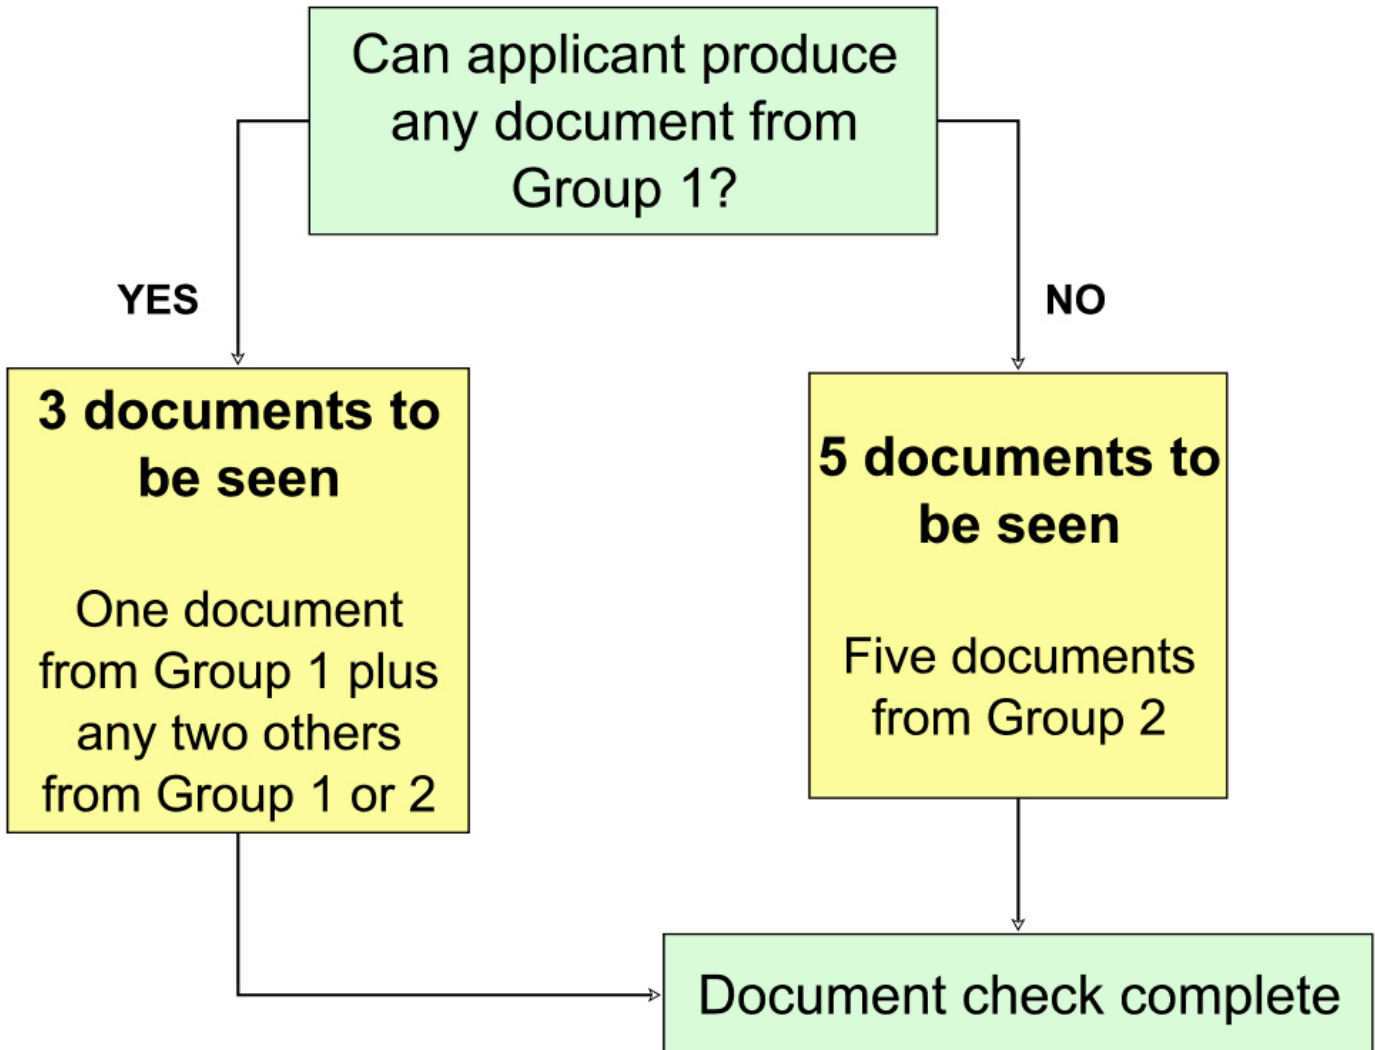 Can applicant produce
any document from
Group 1?
YES
NO
3 documents to
be seen
One document
from Group 1 plus
any two others
from Group 1 or 2
5 documents to
be seen
Five documents
from Group 2
Document check complete